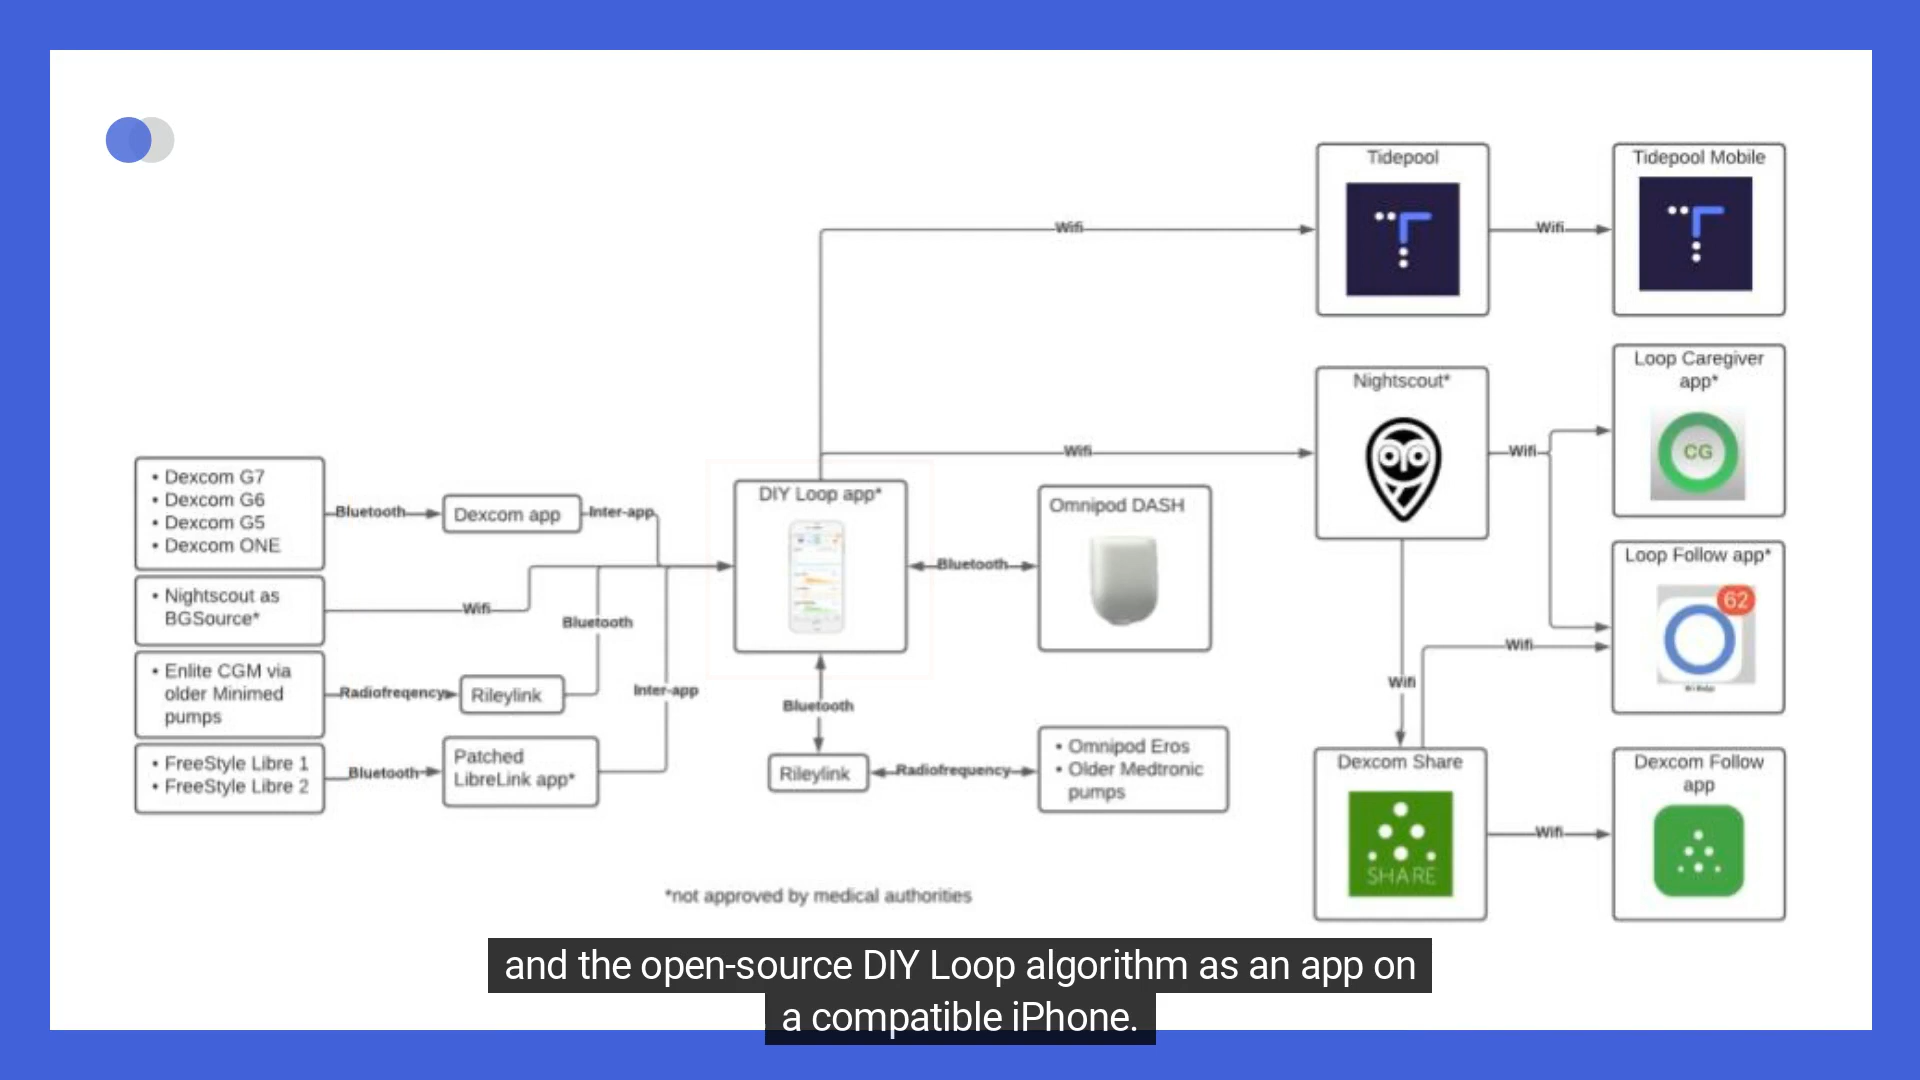 Tidepool
Tidepool Mobile
Wifi
Wifi
Loop Caregiver
app*
CG
Nightscout*
Wifi
Wifi
• Dexcom G7
• Dexcom G6
• Dexcom G5
• Dexcom ONE
Bluetooth
Dexcom app
Inter-app
DIY Loop app*
Omnipod DASH
Bluetooth
Loop Follow app*
62
• Nightscout as
BGSource*
Wifi
Bluetooth
Wifi
• Enlite CGM via
older Minimed
pumps
Radiofreqency
Rileylink
Inter-app
Bluetooth
Wifi
• FreeStyle Libre 1
• FreeStyle Libre 2
Bluetooth
Patched
LibreLink app*
Rileylink
Radiofrequency
• Omnipod Eros
• Older Medtronic
pumps
Dexcom Share
SHARE
Wifi
Dexcom Follow
app
*not approved by medical authorities
and the open-source DIY Loop algorithm as an app on
a compatible iPhone.